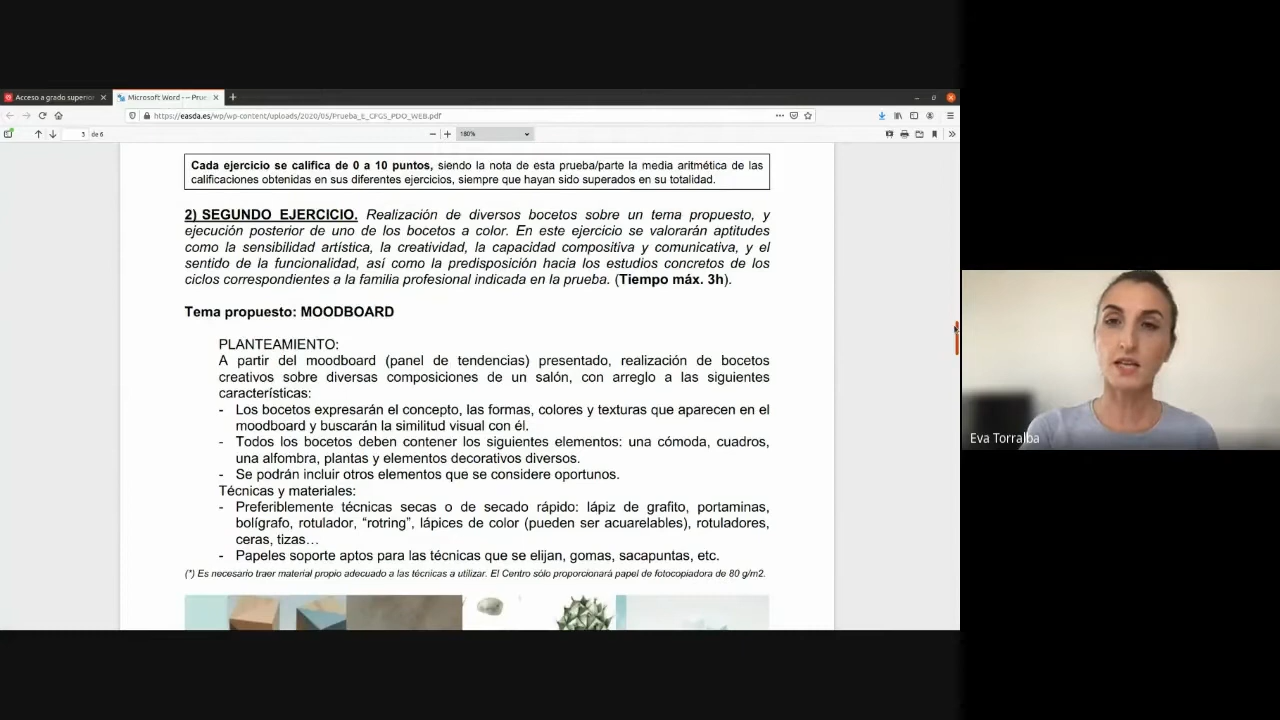 Acceso a grado superior
Microsoft Word - – Prue
https://easda.es/wp/wp-content/uploads/2020/05/Prueba_E_CFGS_PDO_WEB.pdf
3 de 6
180%
Cada ejercicio se califica de 0 a 10 puntos, siendo la nota de esta prueba/parte la media aritmética de las
calificaciones obtenidas en sus diferentes ejercicios, siempre que hayan sido superados en su totalidad.
2) SEGUNDO EJERCICIO. Realización de diversos bocetos sobre un tema propuesto, y
ejecución posterior de uno de los bocetos a color. En este ejercicio se valorarán aptitudes
como la sensibilidad artística, la creatividad, la capacidad compositiva y comunicativa, y el
sentido de la funcionalidad, así como la predisposición hacia los estudios concretos de los
ciclos correspondientes a la familia profesional indicada en la prueba. (Tiempo máx. 3h).
Tema propuesto: MOODBOARD
PLANTEAMIENTO:
A partir del moodboard (panel de tendencias) presentado, realización de bocetos
creativos sobre diversas composiciones de un salón, con arreglo a las siguientes
características:
- Los bocetos expresarán el concepto, las formas, colores y texturas que aparecen en el
moodboard y buscarán la similitud visual con él.
- Todos los bocetos deben contener los siguientes elementos: una cómoda, cuadros,
una alfombra, plantas y elementos decorativos diversos.
- Se podrán incluir otros elementos que se considere oportunos.
Técnicas y materiales:
- Preferiblemente técnicas secas o de secado rápido: lápiz de grafito, portaminas,
bolígrafo, rotulador, “rotring”, lápices de color (pueden ser acuarelables), rotuladores,
ceras, tizas…
- Papeles soporte aptos para las técnicas que se elijan, gomas, sacapuntas, etc.
(*) Es necesario traer material propio adecuado a las técnicas a utilizar. El Centro sólo proporcionará papel de fotocopiadora de 80 g/m2.
Eva Torralba